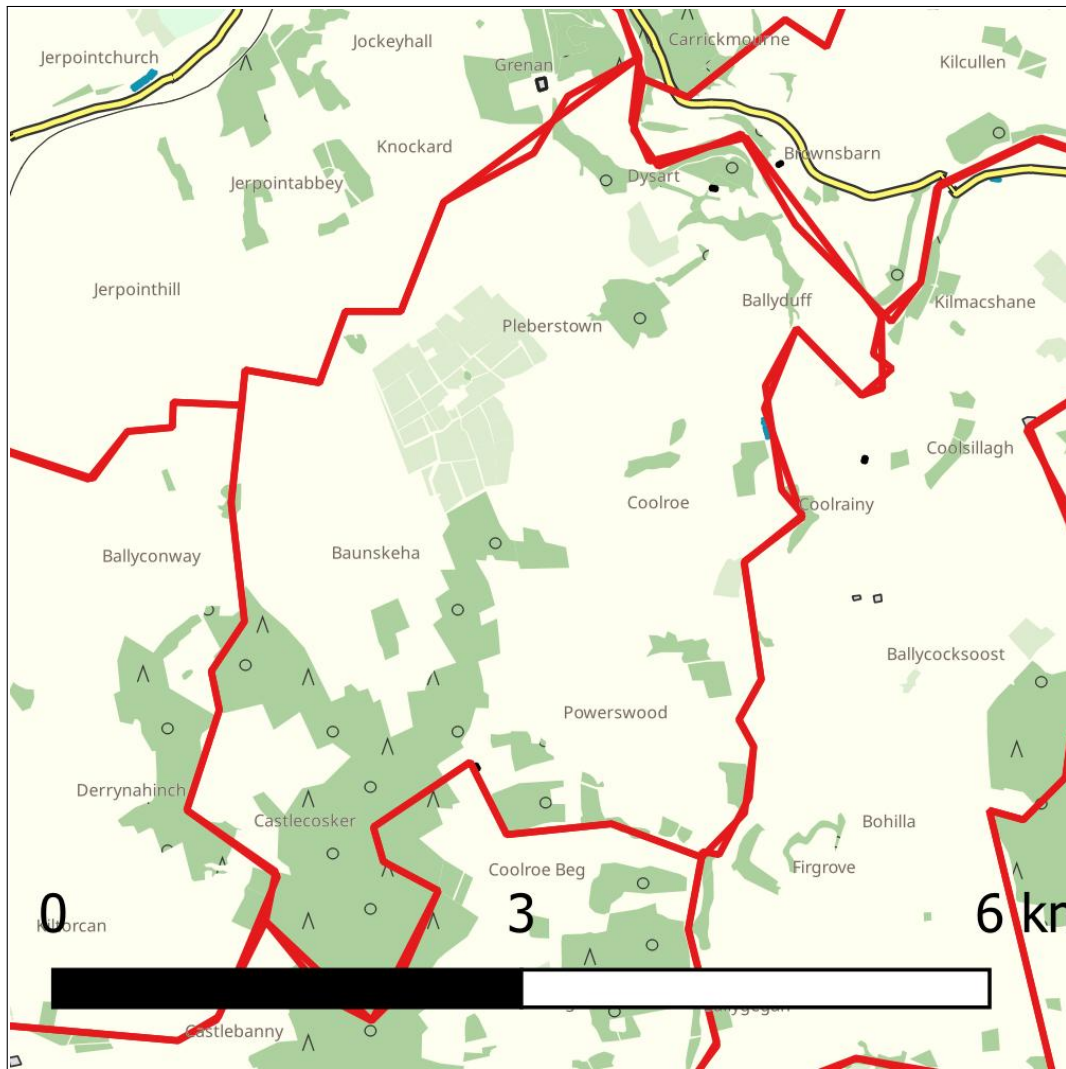 Jockeyhall
Carrickmourne
Jerpointchurch
Grenan
Kilcullen
Knockard
Brownsbarn
Jerpointabbey
Dysart
Jerpointhill
Ballyduff
Kilmacshane
Pleberstown
Coolsillagh
Coolroe
Coolrainy
Ballyconway
Baunskeha
Ballycocksoost
Powerswood
Derrynahinch
Castlecosker
Bohilla
Coolroe Beg
Firgrove
Kiltorcan
0 3 6 km
Castlebanny